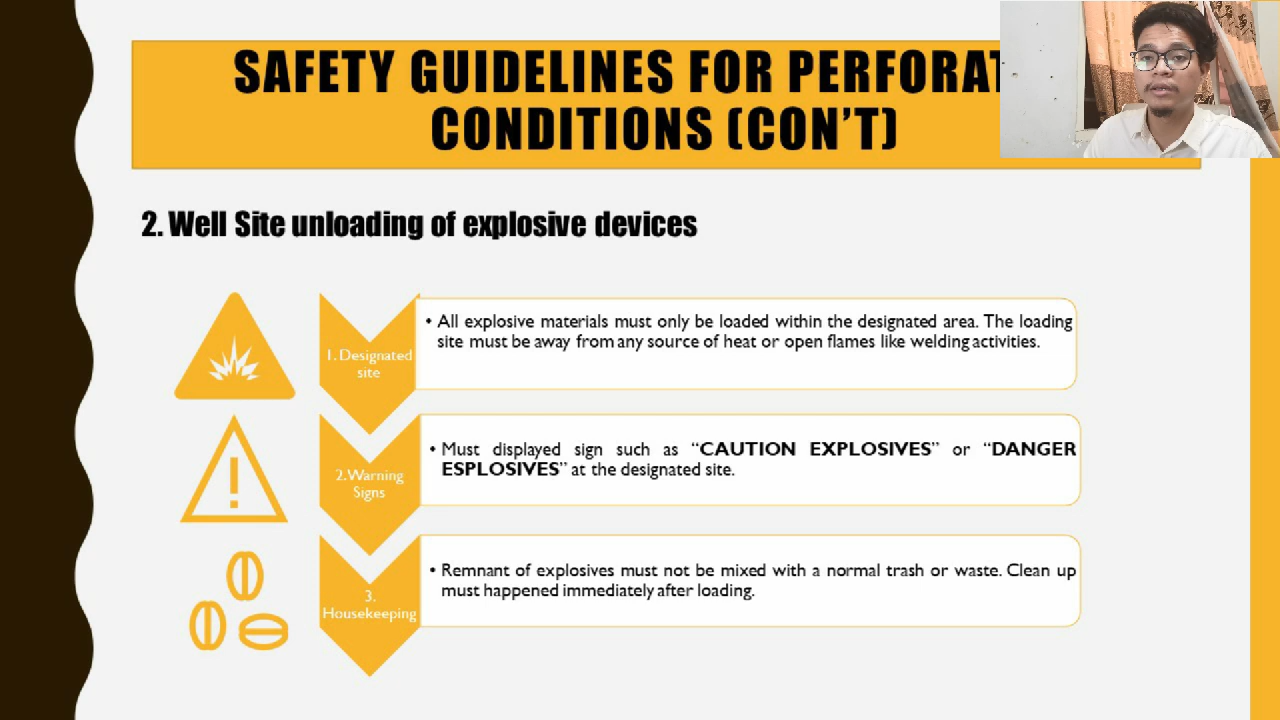 SAFETY GUIDELINES FOR
CONDITIONS (CON'T)
2. Well Site unloading of explosive devices
1. Designated
site
• All explosive materials must only be loaded within the designated area. The loading
site must be away from any source of heat or open flames like welding activities.
2.Warning
Signs
• Must displayed sign such as “CAUTION EXPLOSIVES” or “DANGER
ESPLOSIVES” at the designated site.
3.
Housekeeping
• Remnant of explosives must not be mixed with a normal trash or waste. Clean up
must happened immediately after loading.